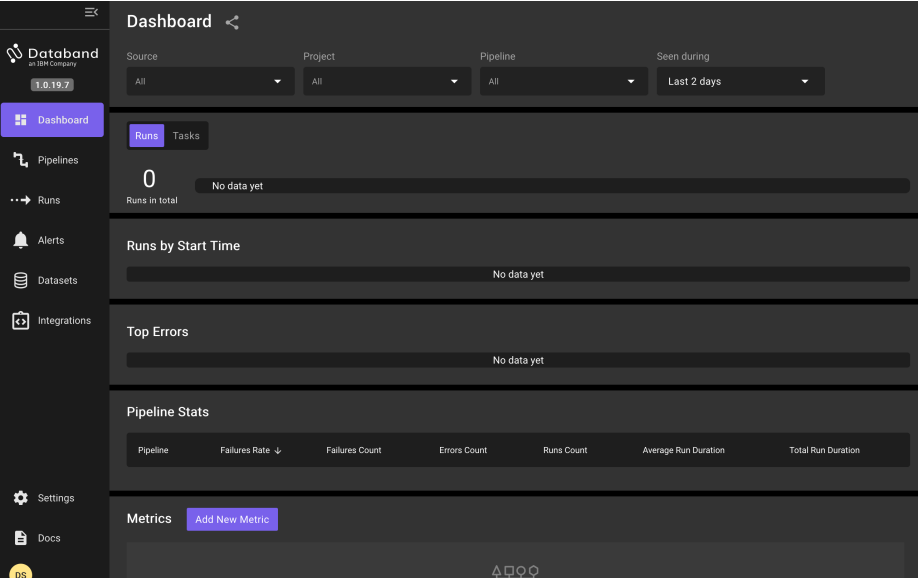 Databand
an IBM Company
1.0.19.7
Dashboard
Pipelines
Runs
Alerts
Datasets
Integrations
Settings
Docs
DS
Dashboard
Source
Project
Pipeline
Seen during
All
All
All
Last 2 days
Runs
Tasks
0
Runs in total
No data yet
Runs by Start Time
No data yet
Top Errors
No data yet
Pipeline Stats
Pipeline
Failures Rate
Failures Count
Errors Count
Runs Count
Average Run Duration
Total Run Duration
Metrics
Add New Metric